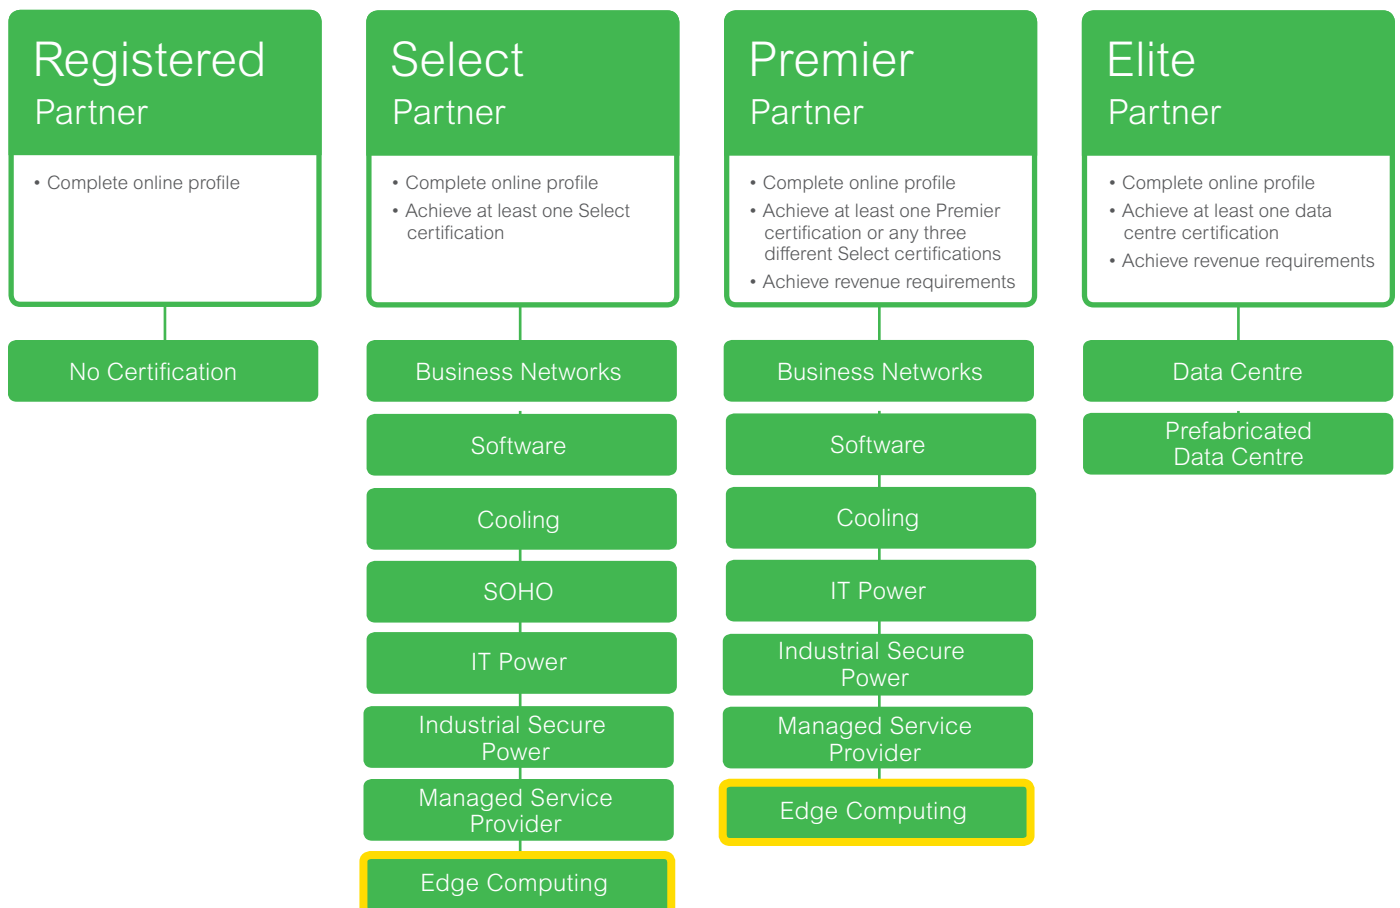 Registered
Partner
• Complete online profile
No Certification
Select
Partner
• Complete online profile
• Achieve at least one Select
certification
Business Networks
Software
Cooling
SOHO
IT Power
Industrial Secure
Power
Managed Service
Provider
Edge Computing
Premier
Partner
• Complete online profile
• Achieve at least one Premier
certification or any three
different Select certifications
• Achieve revenue requirements
Business Networks
Software
Cooling
IT Power
Industrial Secure
Power
Managed Service
Provider
Edge Computing
Elite
Partner
• Complete online profile
• Achieve at least one data
centre certification
• Achieve revenue requirements
Data Centre
Prefabricated
Data Centre